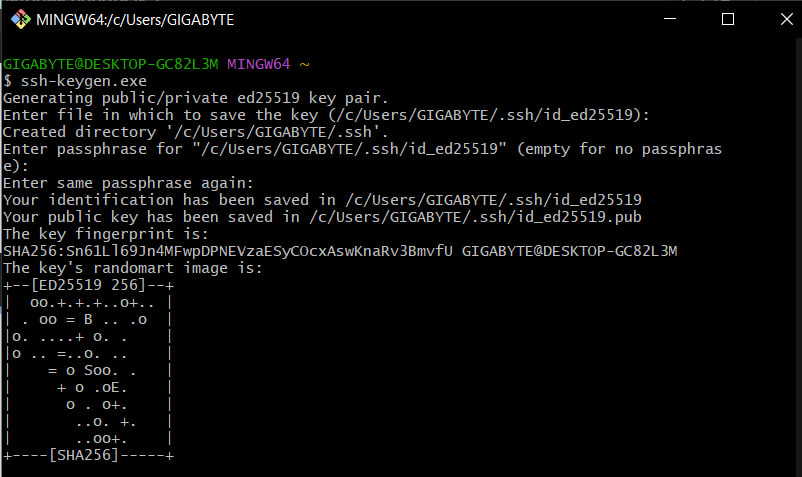 MINGW64:/c/Users/GIGABYTE
GIGABYTE@DESKTOP-GC82L3M MINGW64 ~
$ ssh-keygen.exe
Generating public/private ed25519 key pair.
Enter file in which to save the key (/c/Users/GIGABYTE/.ssh/id_ed25519):
Created directory '/c/Users/GIGABYTE/.ssh'.
Enter passphrase for "/c/Users/GIGABYTE/.ssh/id_ed25519" (empty for no passphras
e):
Enter same passphrase again:
Your identification has been saved in /c/Users/GIGABYTE/.ssh/id_ed25519
Your public key has been saved in /c/Users/GIGABYTE/.ssh/id_ed25519.pub
The key fingerprint is:
SHA256:Sn61Ll69Jn4MFwpDPNEVzaESyCOcxAswKnaRv3BmvfU GIGABYTE@DESKTOP-GC82L3M
The key's randomart image is:
+--[ED25519 256]--+
|  oo.+.+.+..o+.. |
| . oo = B .. .o  |
|o. ....+ o. .    |
|o .. =..o. ..    |
|    = o Soo. .   |
|     + o .oE.    |
|      o . o+.    |
|       ..o. +.   |
|       ..oo+.    |
+----[SHA256]-----+